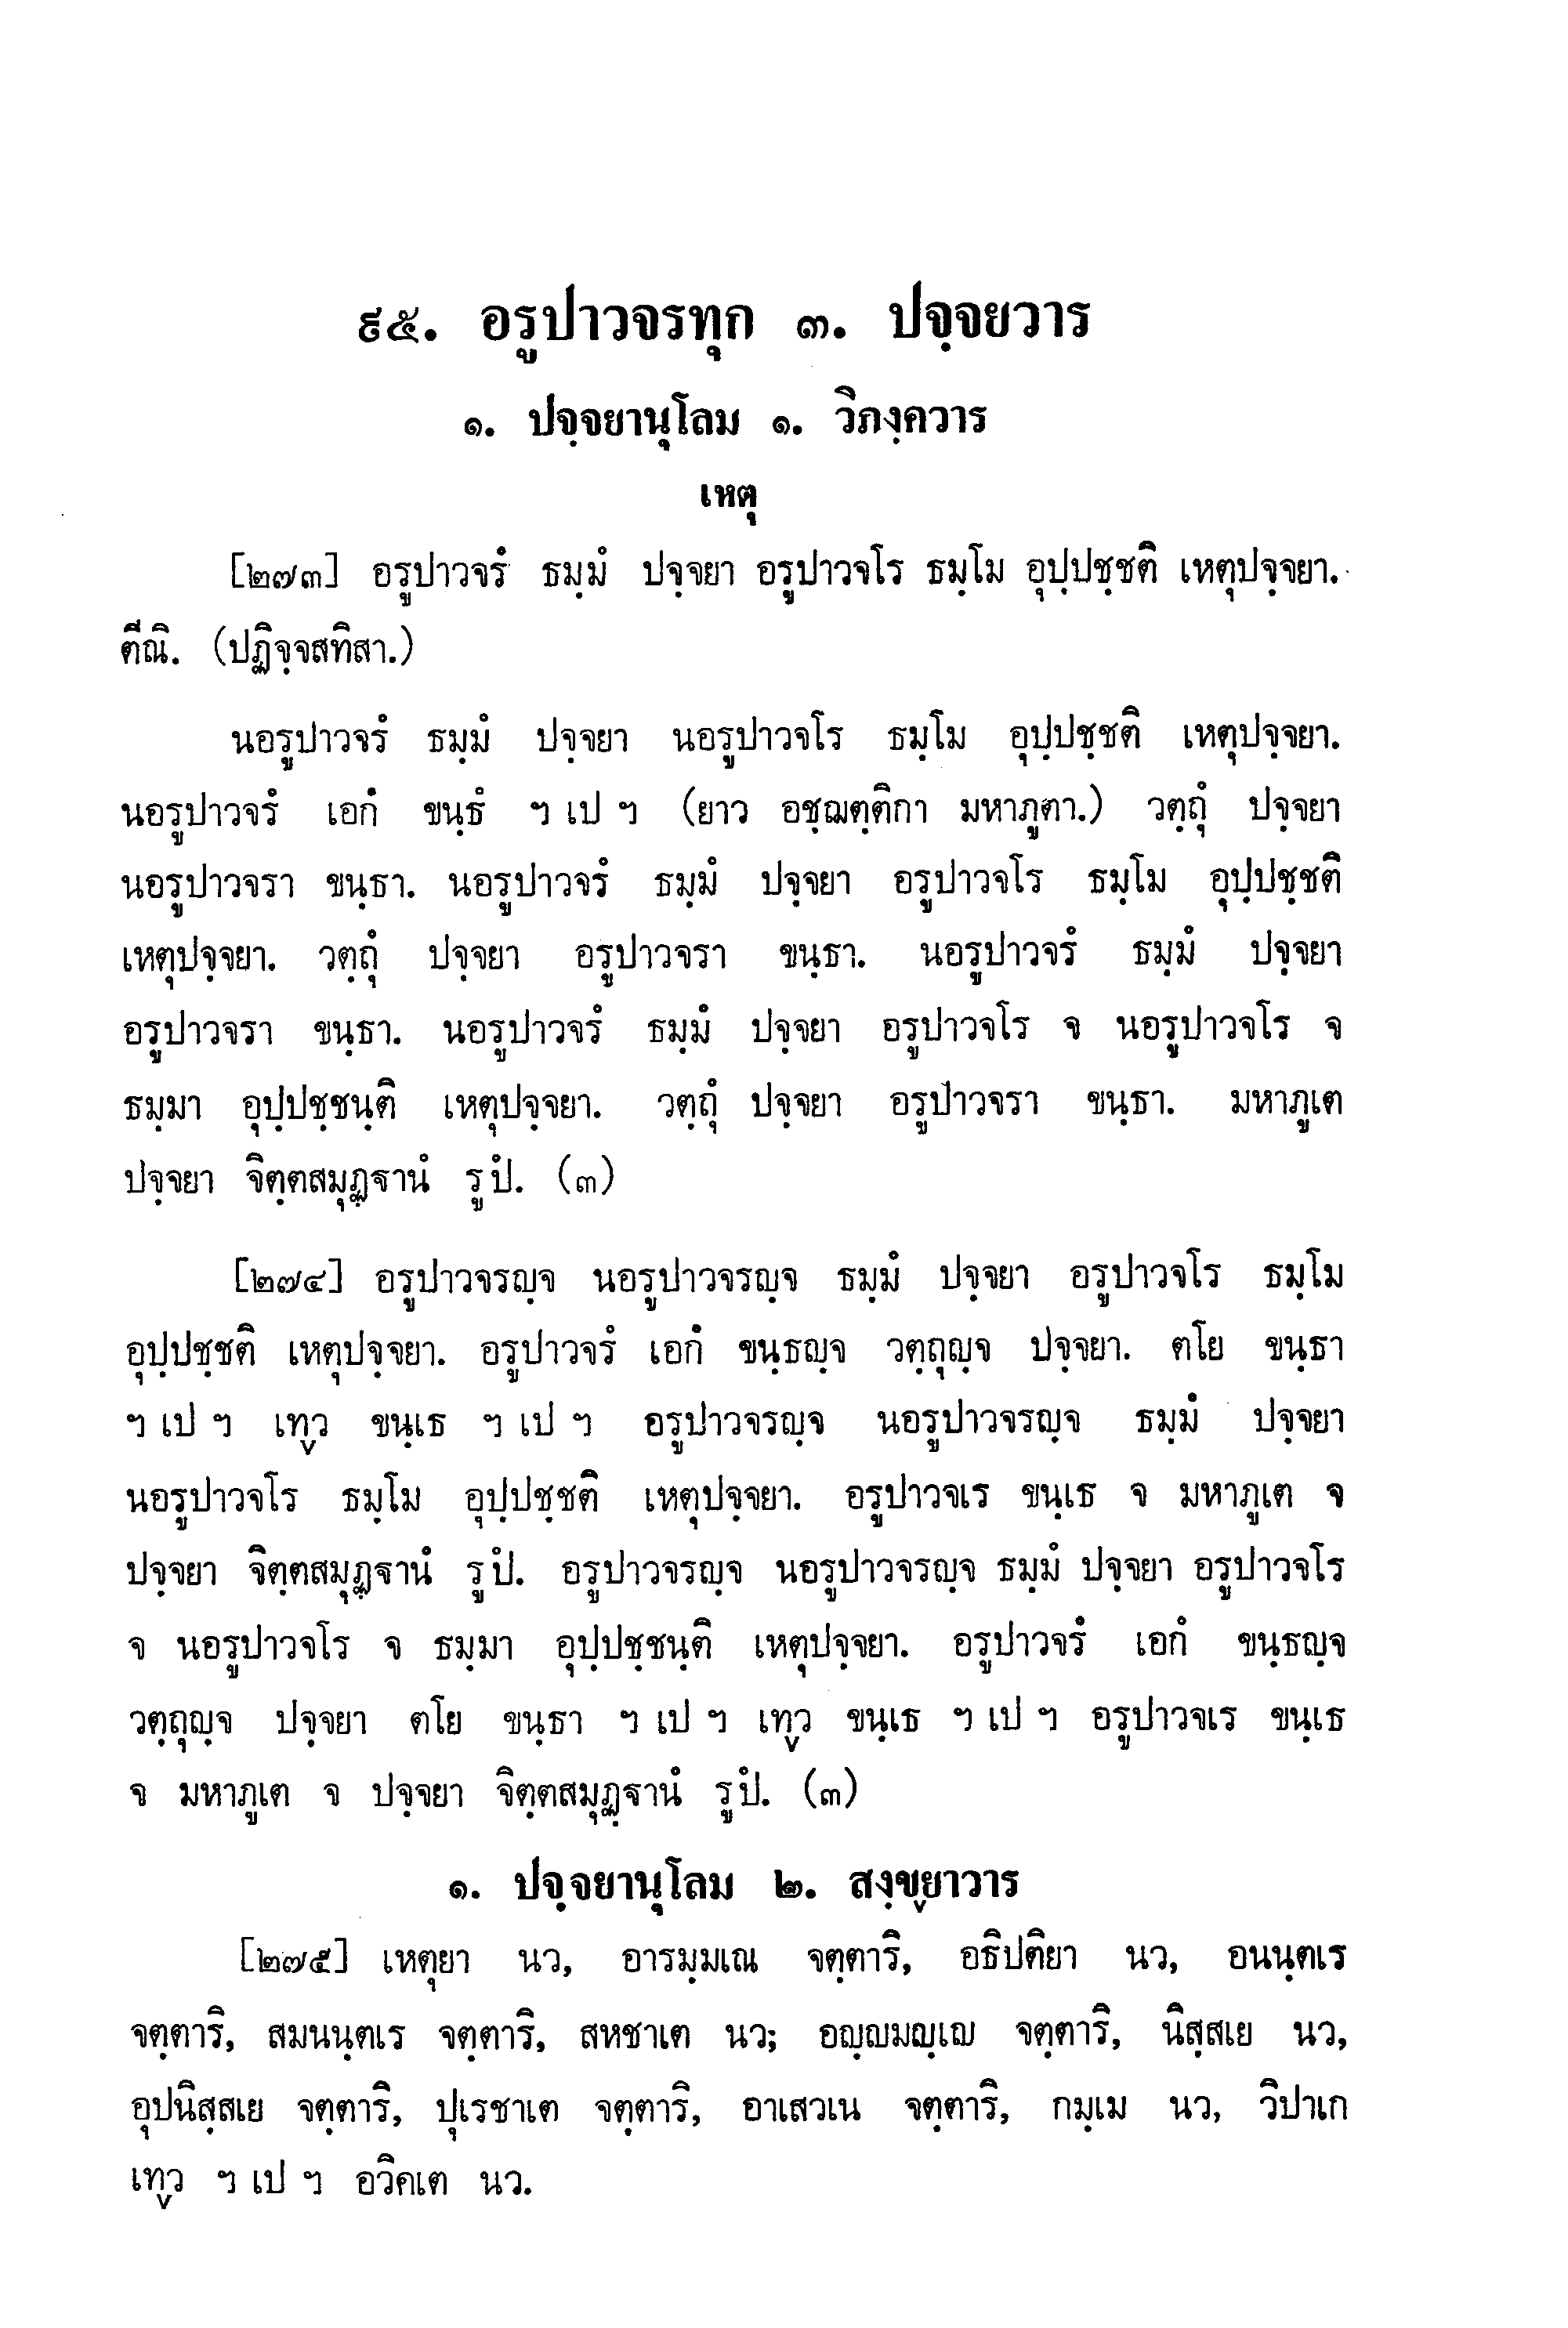 ๙๕. อรูปาวจรทุก ๓. ปจฺจยวาร
๑. ปจฺจยานุโลม ๑. วิภงฺควาร
เหตุ
[๒๗๓] อรูปาวจรํ ธมฺมํ ปจฺจยา อรูปาวจโร ธมฺโม อุปฺปชฺชติ เหตุปจฺจยา.
ตีณิ. (ปฏิจฺจสทิสา.)
นอรูปาวจรํ ธมฺมํ ปจฺจยา นอรูปาวจโร ธมฺโม อุปฺปชฺชติ เหตุปจฺจยา.
นอรูปาวจรํ เอกํ ขนฺธํ ฯ เป ฯ (ยาว อชฺฌตฺติกา มหาภูตา.) วตฺถุํ ปจฺจยา
นอรูปาวจรา ขนฺธา. นอรูปาวจรํ ธมฺมํ ปจฺจยา อรูปาวจโร ธมฺโม อุปฺปชฺชติ
เหตุปจฺจยา. วตฺถุํ ปจฺจยา อรูปาวจรา ขนฺธา. นอรูปาวจรํ ธมฺมํ ปจฺจยา
อรูปาวจรา ขนฺธา. นอรูปาวจรํ ธมฺมํ ปจฺจยา อรูปาวจโร จ นอรูปาวจโร จ
ธมฺมา อุปฺปชฺชนฺติ เหตุปจฺจยา. วตฺถุํ ปจฺจยา อรูปาวจรา ขนฺธา. มหาภูเต
ปจฺจยา จิตฺตสมุฏฺฐานํ รูปํ. (๓)
[๒๗๔] อรูปาวจรญฺจ นอรูปาวจรญฺจ ธมฺมํ ปจฺจยา อรูปาวจโร ธมฺโม
อุปฺปชฺชติ เหตุปจฺจยา. อรูปาวจรํ เอกํ ขนฺธญฺจ วตฺถุญฺจ ปจฺจยา. ตโย ขนฺธา
ฯ เป ฯ เทฺว ขนฺเธ ฯ เป ฯ อรูปาวจรญฺจ นอรูปาวจรญฺจ ธมฺมํ ปจฺจยา
นอรูปาวจโร ธมฺโม อุปฺปชฺชติ เหตุปจฺจยา. อรูปาวจเร ขนฺเธ จ มหาภูเต จ
ปจฺจยา จิตฺตสมุฏฺฐานํ รูปํ. อรูปาวจรญฺจ นอรูปาวจรญฺจ ธมฺมํ ปจฺจยา อรูปาวจโร
จ นอรูปาวจโร จ ธมฺมา อุปฺปชฺชนฺติ เหตุปจฺจยา. อรูปาวจรํ เอกํ ขนฺธญฺจ
วตฺถุญฺจ ปจฺจยา ตโย ขนฺธา ฯ เป ฯ เทฺว ขนฺเธ ฯ เป ฯ อรูปาวจเร ขนฺเธ
จ มหาภูเต จ ปจฺจยา จิตฺตสมุฏฺฐานํ รูปํ. (๓)
๑. ปจฺจยานุโลม ๒. สงฺขฺยาวาร
[๒๗๕] เหตุยา นว, อารมฺมเณ จตฺตาริ, อธิปติยา นว, อนนฺตเร
จตฺตาริ, สมนนฺตเร จตฺตาริ, สหชาเต นว; อญฺญมญฺเญ จตฺตาริ, นิสฺสเย นว,
อุปนิสฺสเย จตฺตาริ, ปุเรชาเต จตฺตาริ, อาเสวเน จตฺตาริ, กมฺเม นว, วิปาเก
เทฺว ฯ เป ฯ อวิคเต นว.